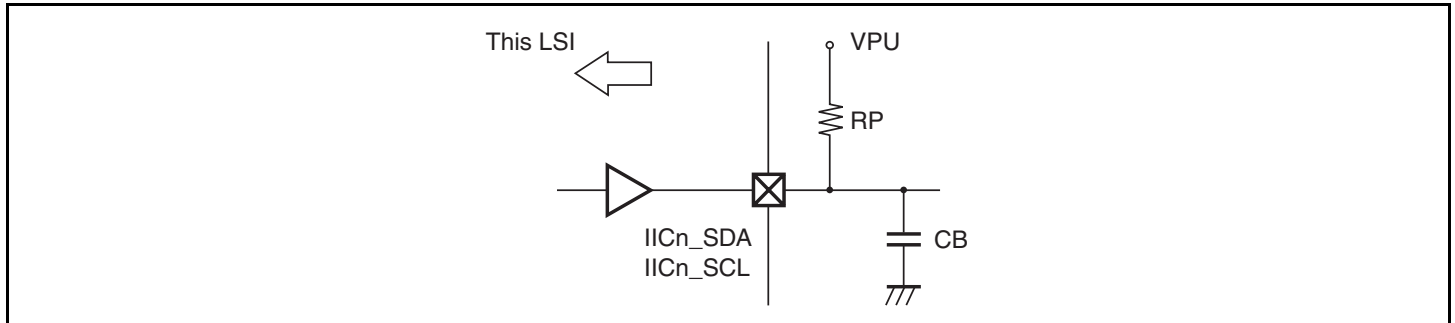 This LSI
VPU
RP
IICn_SDA
IICn_SCL
CB